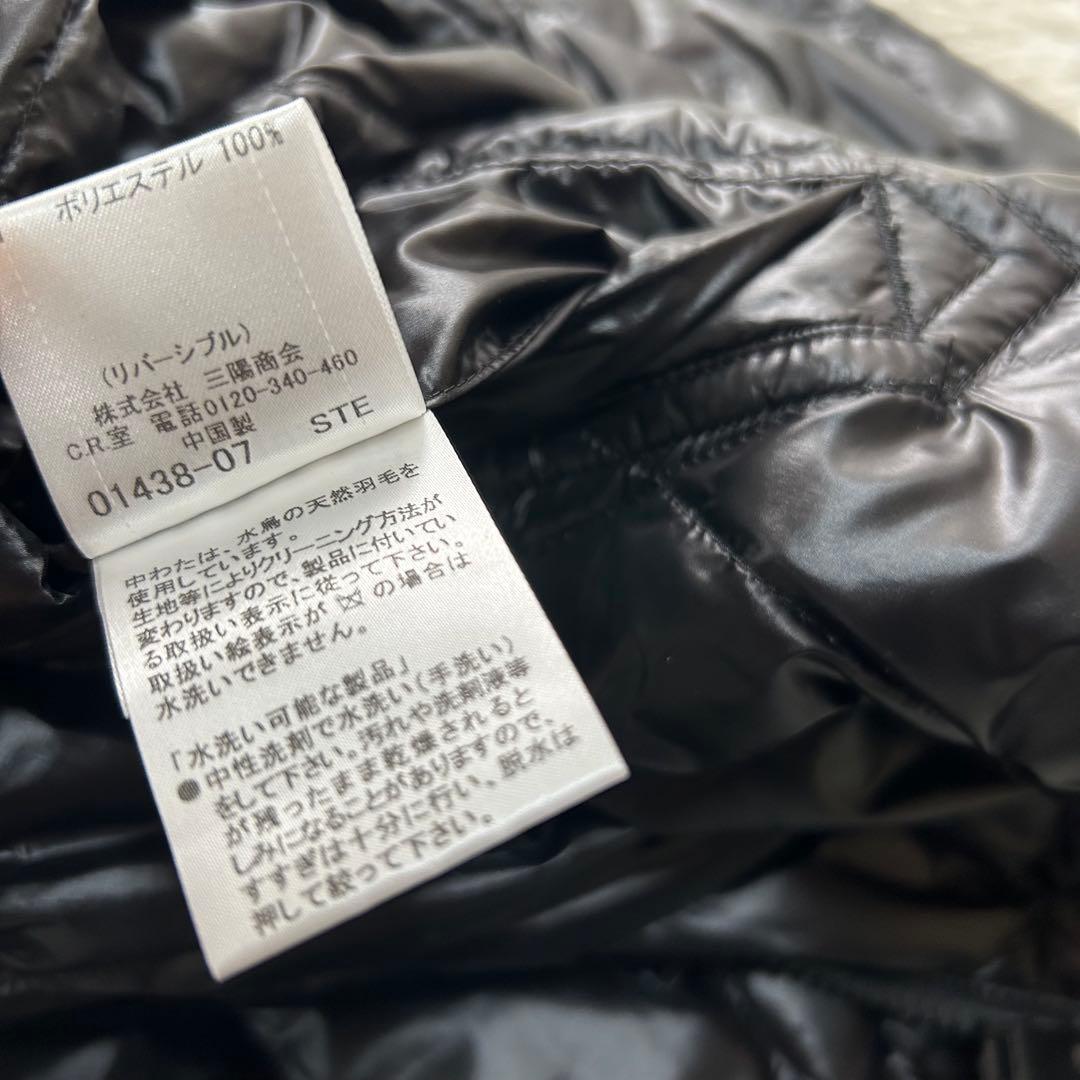 ポリエステル 100%
(リバーシブル)
株式会社 三陽商会
C.R.室 電話0120-340-460
中国製
01438-07 STE
中わたは、水鳥の天然羽毛を
使用しています。
生地等によりクリーニング方法が
変わりますので、製品に付いてい
る取扱い表示に従って下さい。
取扱い絵表示が の場合は
水洗いできません。
「水洗い可能な製品」
●中性洗剤で水洗い(手洗い)
をして下さい。汚れや洗剤液等
が残ったまま乾燥されると
しみになることがありますので、
すすぎは十分に行い、脱水は
押して絞って下さい。